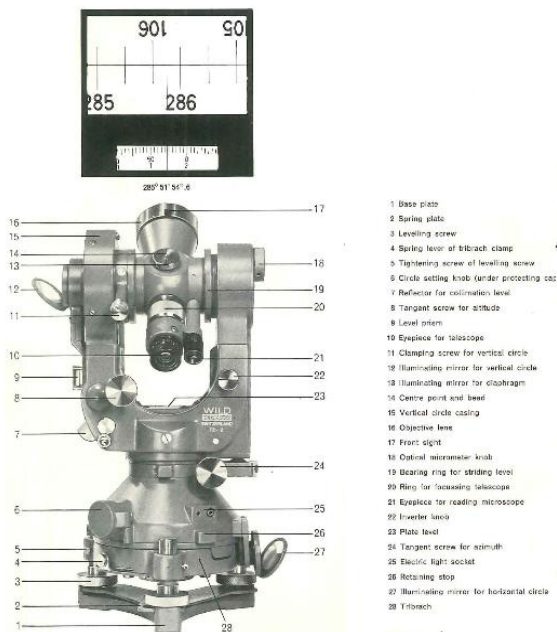 106 105
285 286
50 0
1 2
285° 51' 54".6
16
15
14
13
12
11
10
9
8
7
6
5
4
3
2
1
17
18
19
20
21
22
23
24
25
26
27
28
WILD
HEERBRUGG
SWITZERLAND
1 Base plate
2 Spring plate
3 Levelling screw
4 Spring lever of tribrach clamp
5 Tightening screw of levelling screw
6 Circle setting knob (under protecting cap
7 Reflector for collimation level
8 Tangent screw for altitude
9 Level prism
10 Eyepiece for telescope
11 Clamping screw for vertical circle
12 Illuminating mirror for vertical circle
13 Illuminating mirror for diaphragm
14 Centre point and bead
15 Vertical circle casing
16 Objective lens
17 Front sight
18 Optical micrometer knob
19 Bearing ring for striding level
20 Ring for focussing telescope
21 Eyepiece for reading microscope
22 Inverter knob
23 Plate level
24 Tangent screw for azimuth
25 Electric light socket
26 Retaining stop
27 Illuminating mirror for horizontal circle
28 Tribrach